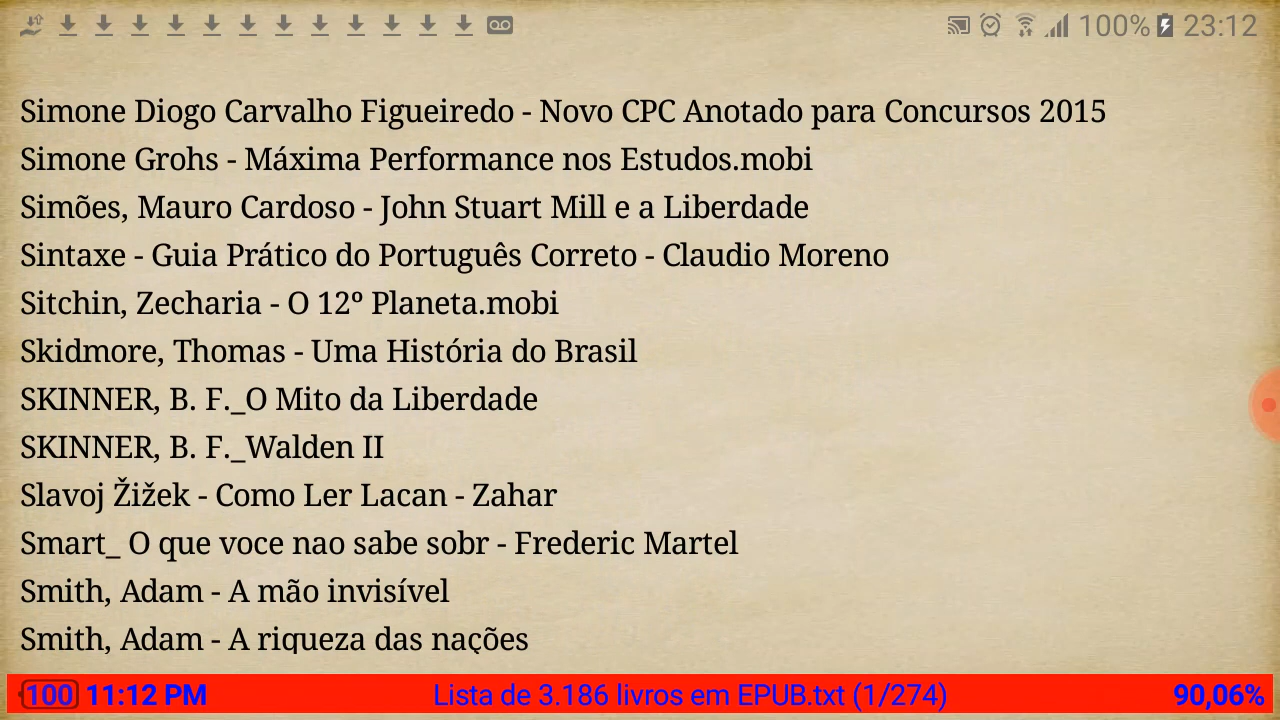 100% 23:12
Simone Diogo Carvalho Figueiredo - Novo CPC Anotado para Concursos 2015
Simone Grohs - Máxima Performance nos Estudos.mobi
Simões, Mauro Cardoso - John Stuart Mill e a Liberdade
Sintaxe - Guia Prático do Português Correto - Claudio Moreno
Sitchin, Zecharia - O 12º Planeta.mobi
Skidmore, Thomas - Uma História do Brasil
SKINNER, B. F._O Mito da Liberdade
SKINNER, B. F._Walden II
Slavoj Žižek - Como Ler Lacan - Zahar
Smart_ O que voce nao sabe sobr - Frederic Martel
Smith, Adam - A mão invisível
Smith, Adam - A riqueza das nações
100 11:12 PM Lista de 3.186 livros em EPUB.txt (1/274) 90,06%